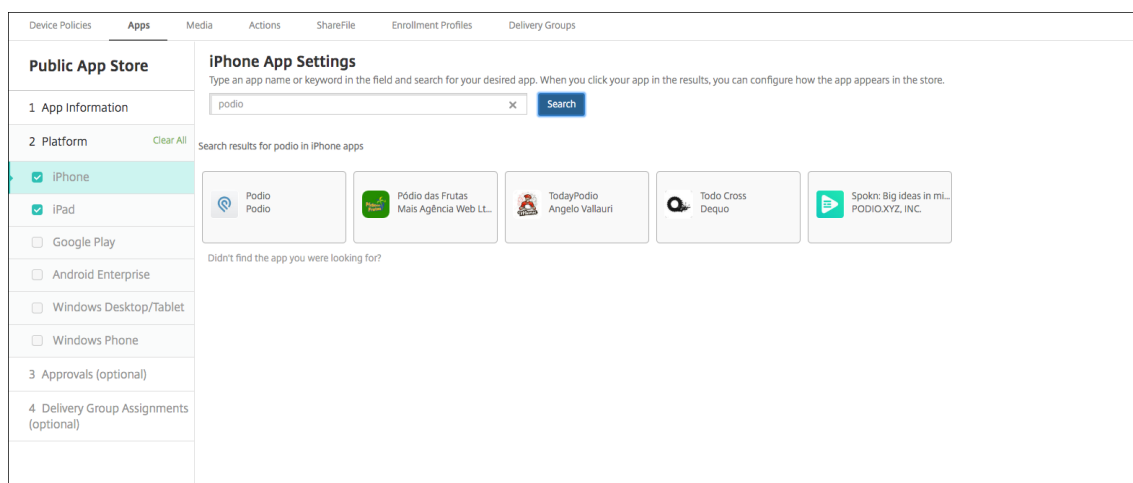 Device Policies Apps Media Actions ShareFile Enrollment Profiles Delivery Groups
Public App Store
1 App Information
2 Platform Clear All
iPhone
iPad
Google Play
Android Enterprise
Windows Desktop/Tablet
Windows Phone
3 Approvals (optional)
4 Delivery Group Assignments
(optional)
iPhone App Settings
Type an app name or keyword in the field and search for your desired app. When you click your app in the results, you can configure how the app appears in the store.
podio Search
Search results for podio in iPhone apps
Podio
Podio
Pódio das Frutas
Mais Agência Web Lt...
TodayPodio
Angelo Vallauri
Todo Cross
Dequo
Spokn: Big ideas in mi...
PODIO.XYZ, INC.
Didn't find the app you were looking for?